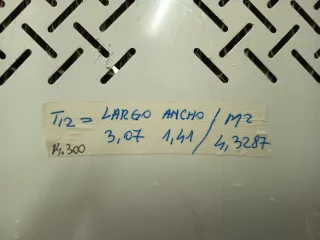 T12 = LARGO ANCHO / M2
P.300 3,07 1,41 / 4,3287